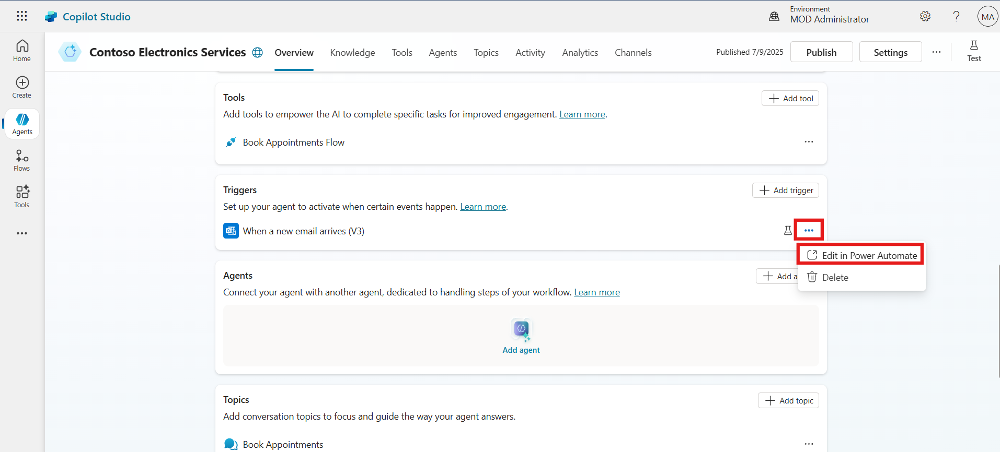 Copilot Studio
Environment
MOD Administrator
MA
Home
Create
Agents
Flows
Tools
Contoso Electronics Services
Overview
Knowledge
Tools
Agents
Topics
Activity
Analytics
Channels
Published 7/9/2025
Publish
Settings
Test
Tools
Add tool
Add tools to empower the AI to complete specific tasks for improved engagement. Learn more.
Book Appointments Flow
Triggers
Add trigger
Set up your agent to activate when certain events happen. Learn more.
When a new email arrives (V3)
Edit in Power Automate
Delete
Agents
Add a
Connect your agent with another agent, dedicated to handling steps of your workflow. Learn more
Add agent
Topics
Add topic
Add conversation topics to focus and guide the way your agent answers.
Book Appointments